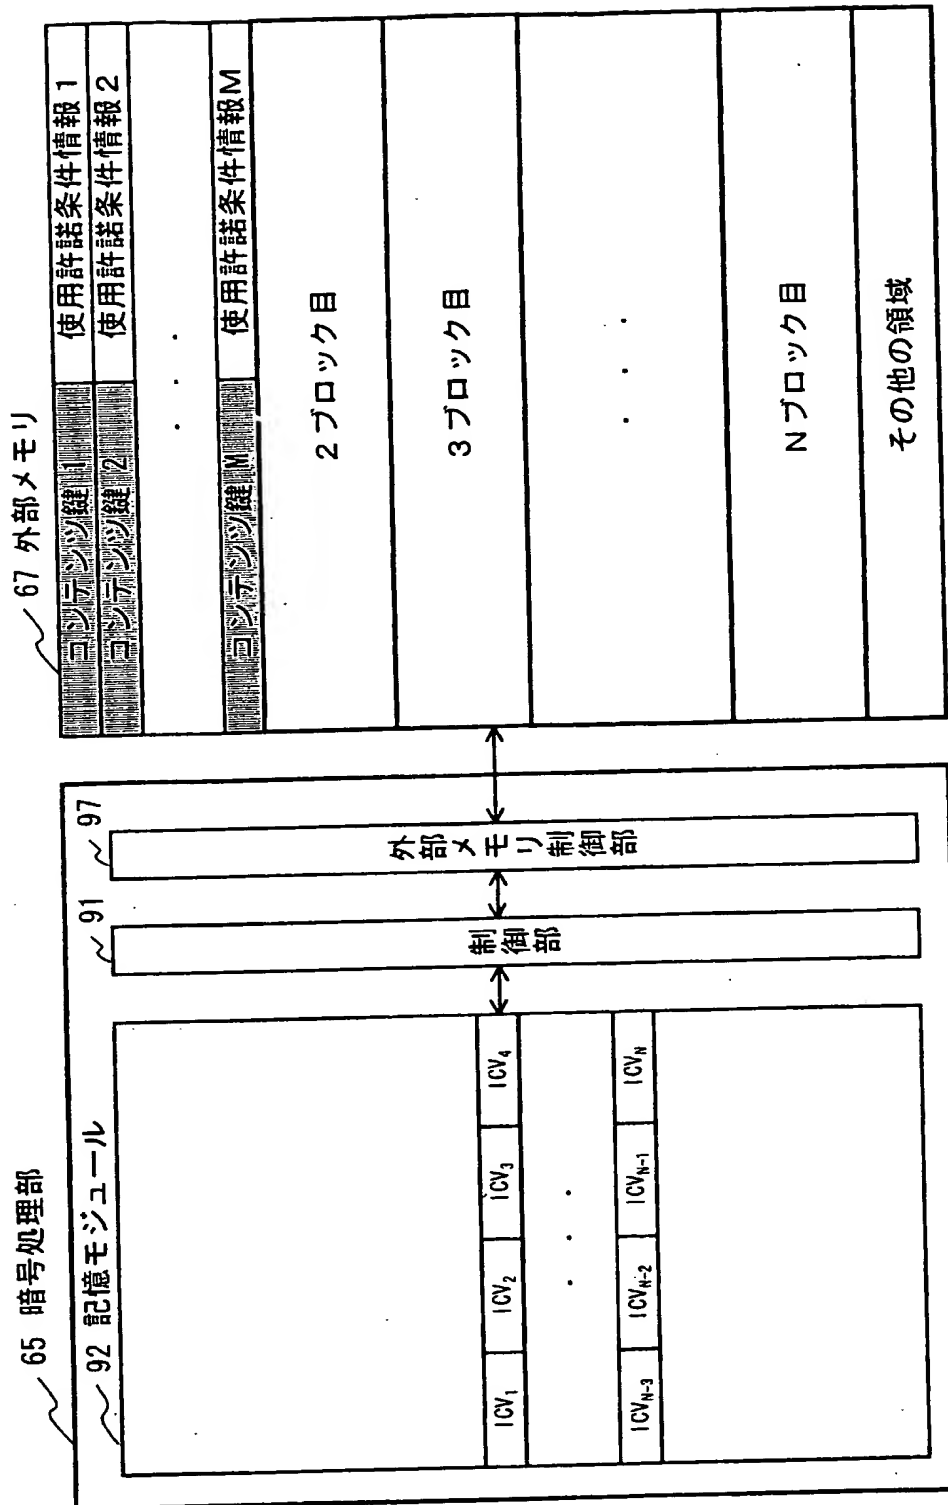 65 暗号処理部
92 記憶モジュール
ICV1 ICV2 ICV3 ICV4
・・・
ICVN-3 ICVN-2 ICVN-1 ICVN
91
制御部
97
外部メモリ制御部
67 外部メモリ
コンテンツ鍵 1 使用許諾条件情報1
コンテンツ鍵 2 使用許諾条件情報2
・・・
コンテンツ鍵 M 使用許諾条件情報M
2ブロック目
3ブロック目
・・・
Nブロック目
その他の領域